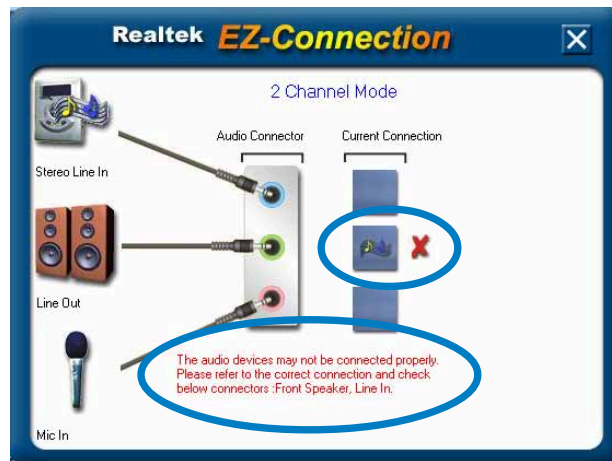 Realtek EZ-Connection
2 Channel Mode
Audio Connector
Current Connection
Stereo Line In
Line Out
The audio devices may not be connected properly.
Please refer to the correct connection and check
below connectors :Front Speaker, Line In.
Mic In